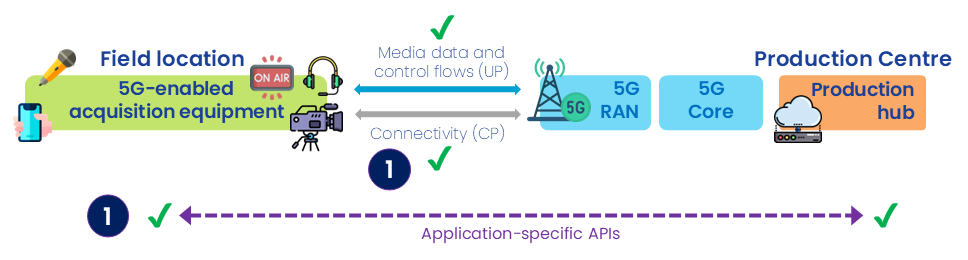 Field location
ON AIR
5G-enabled
acquisition equipment
Media data and
control flows (UP)
Connectivity (CP)
1
5G
5G
RAN
5G
Core
Production Centre
Production
hub
1
Application-specific APIs